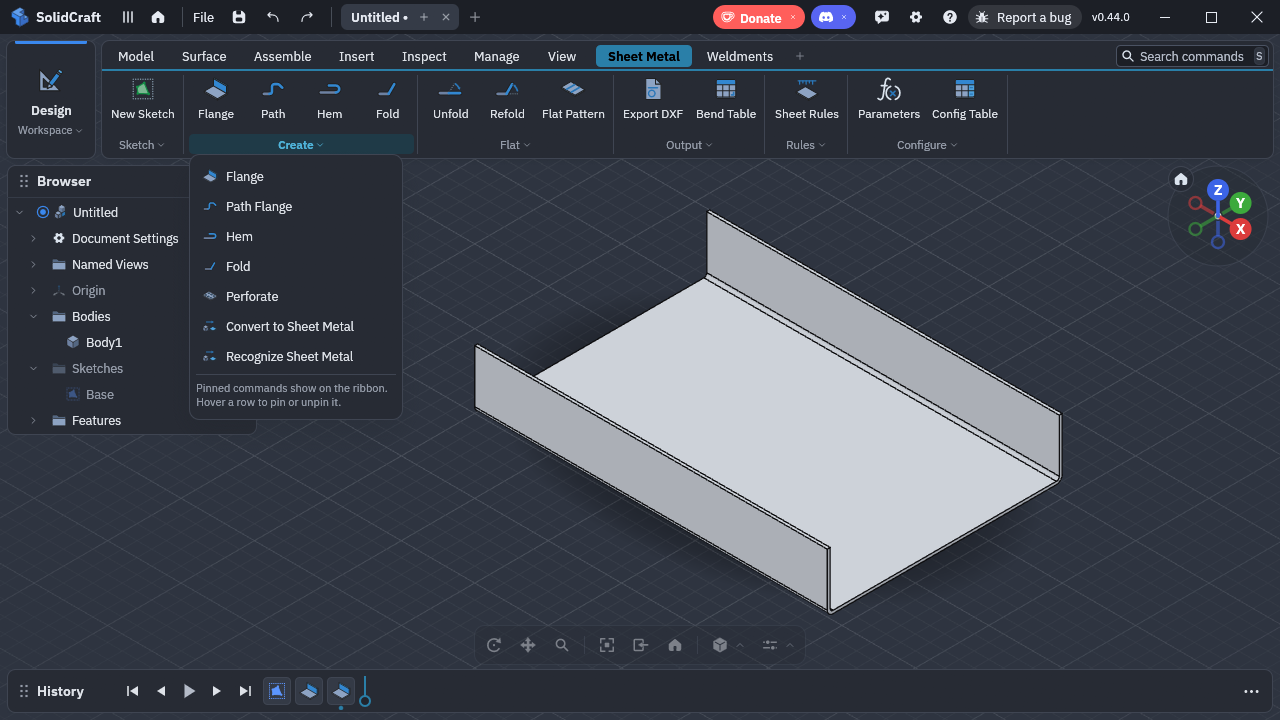 SolidCraft
File
Untitled •
Donate
Report a bug
v0.44.0
Design
Workspace
Model
Surface
Assemble
Insert
Inspect
Manage
View
Sheet Metal
Weldments
Search commands
S
New Sketch
Flange
Path
Hem
Fold
Unfold
Refold
Flat Pattern
Export DXF
Bend Table
Sheet Rules
Parameters
Config Table
Sketch
Create
Flat
Output
Rules
Configure
Browser
Untitled
Document Settings
Named Views
Origin
Bodies
Body1
Sketches
Base
Features
Flange
Path Flange
Hem
Fold
Perforate
Convert to Sheet Metal
Recognize Sheet Metal
Pinned commands show on the ribbon.
Hover a row to pin or unpin it.
Z
Y
X
History